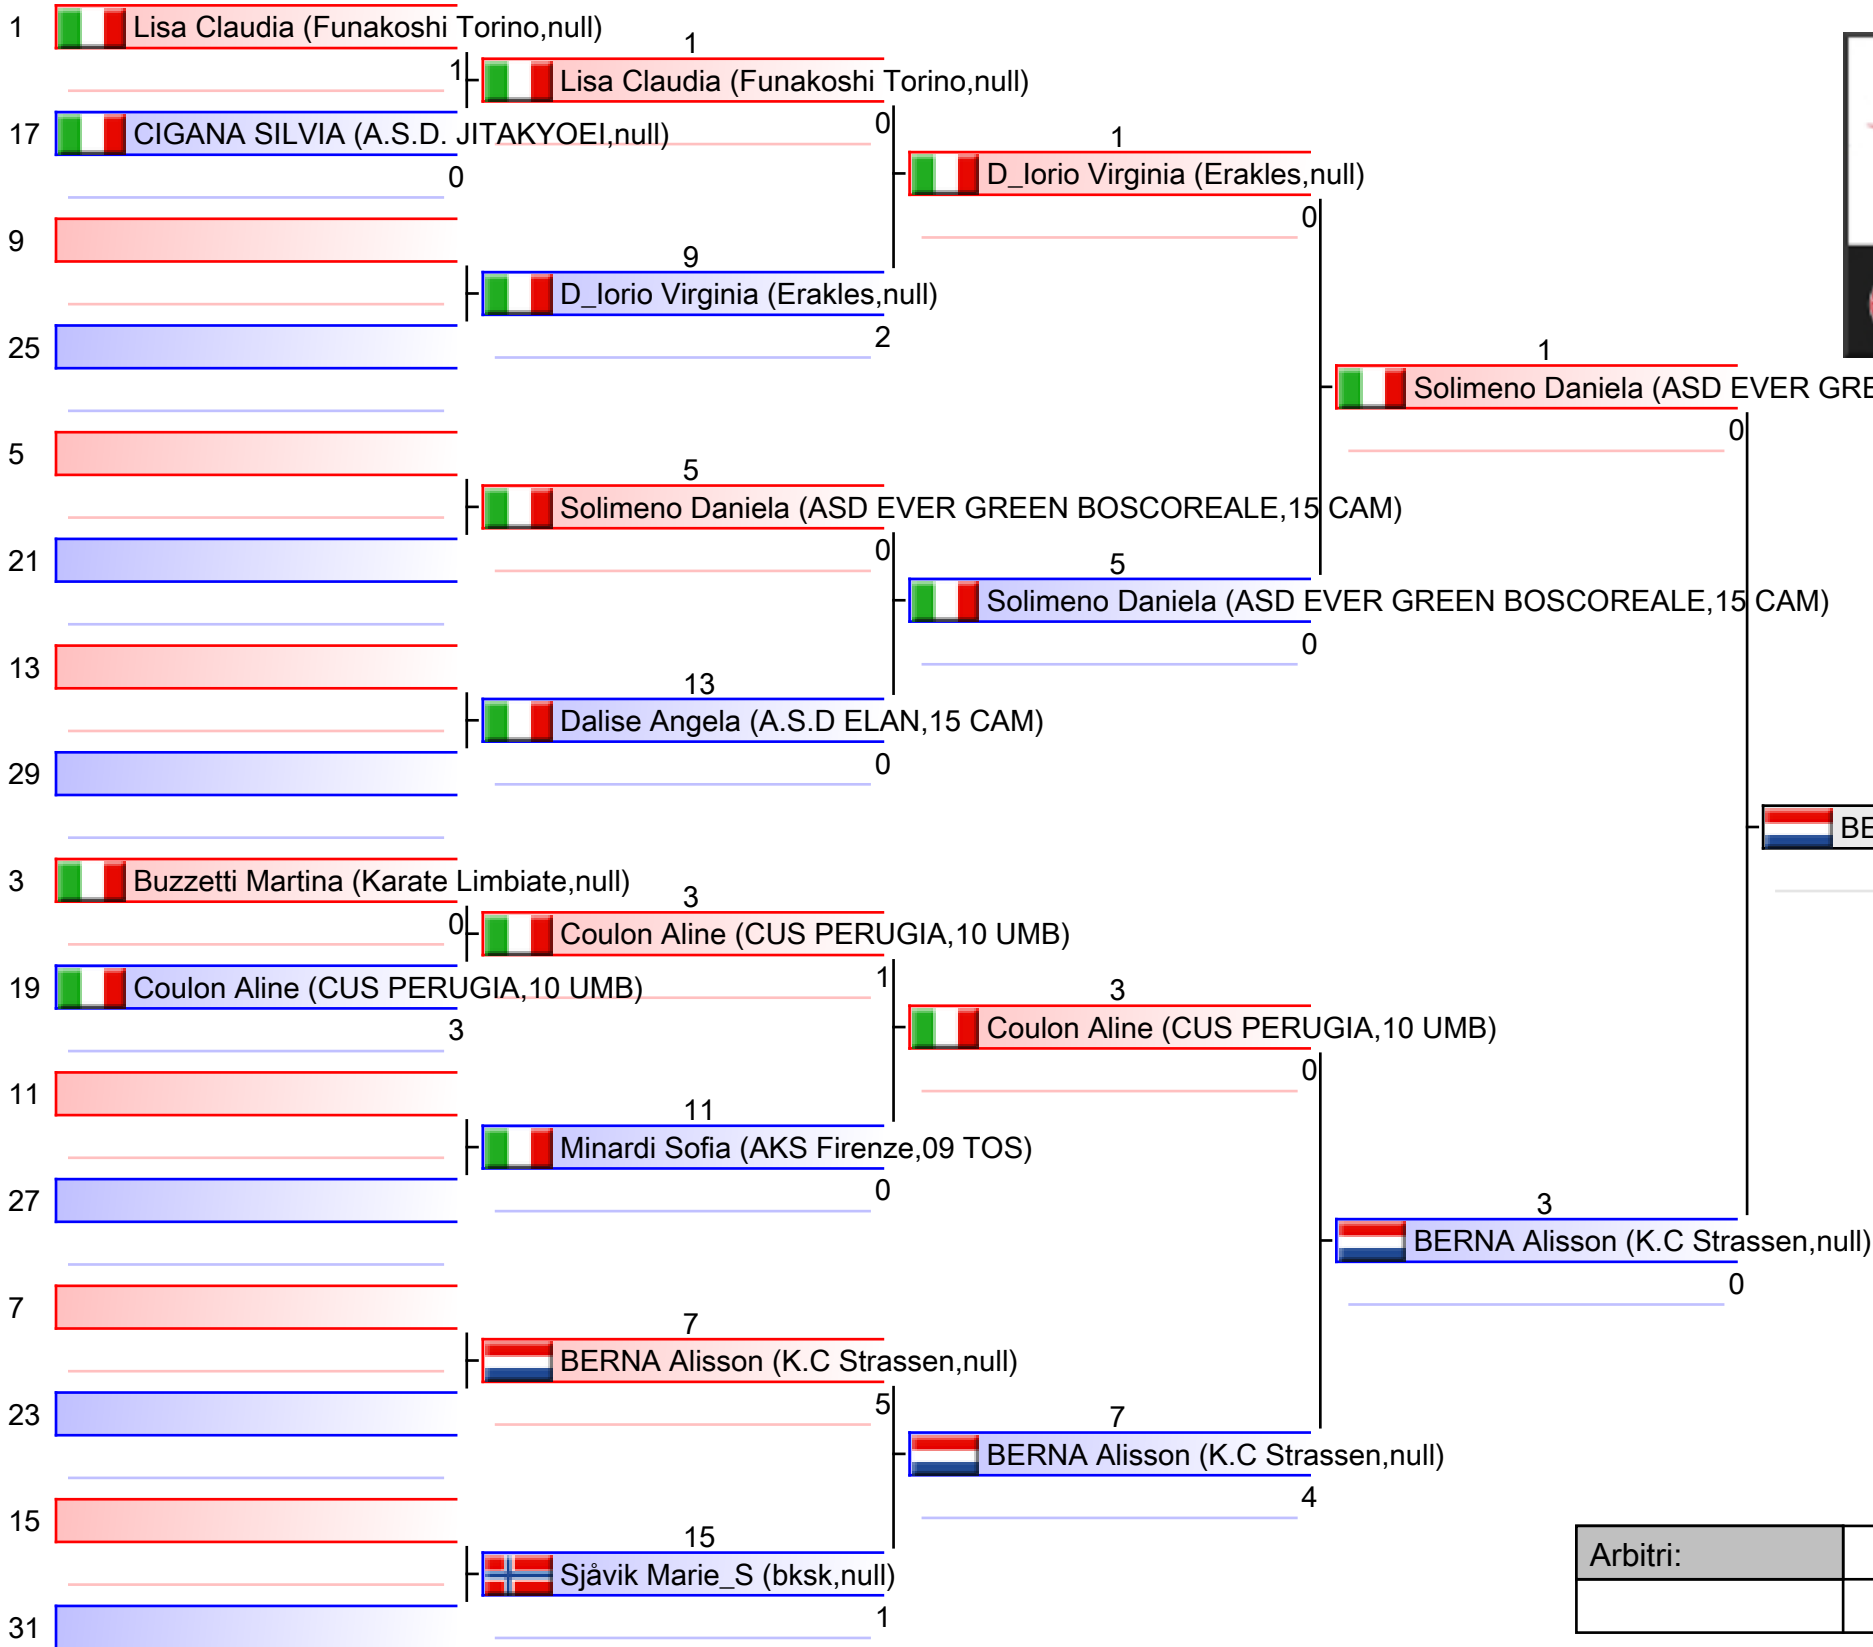 1 Lisa Claudia (Funakoshi Torino,null)
1
17 CIGANA SILVIA (A.S.D. JITAKYOEI,null)
0
9
25
5
21
13
29
3 Buzzetti Martina (Karate Limbiate,null)
0
19 Coulon Aline (CUS PERUGIA,10 UMB)
3
11
27
7
23
15
31
1
Lisa Claudia (Funakoshi Torino,null)
0
9
D_Iorio Virginia (Erakles,null)
2
5
Solimeno Daniela (ASD EVER GREEN BOSCOREALE,15 CAM)
0
13
Dalise Angela (A.S.D ELAN,15 CAM)
0
3
Coulon Aline (CUS PERUGIA,10 UMB)
1
11
Minardi Sofia (AKS Firenze,09 TOS)
0
7
BERNA Alisson (K.C Strassen,null)
5
15
Sjåvik Marie_S (bksk,null)
1
1
D_Iorio Virginia (Erakles,null)
0
5
Solimeno Daniela (ASD EVER GREEN BOSCOREALE,15 CAM)
0
3
Coulon Aline (CUS PERUGIA,10 UMB)
0
7
BERNA Alisson (K.C Strassen,null)
4
1
Solimeno Daniela (ASD EVER GRE
0
3
BERNA Alisson (K.C Strassen,null)
0
BE
Arbitri: